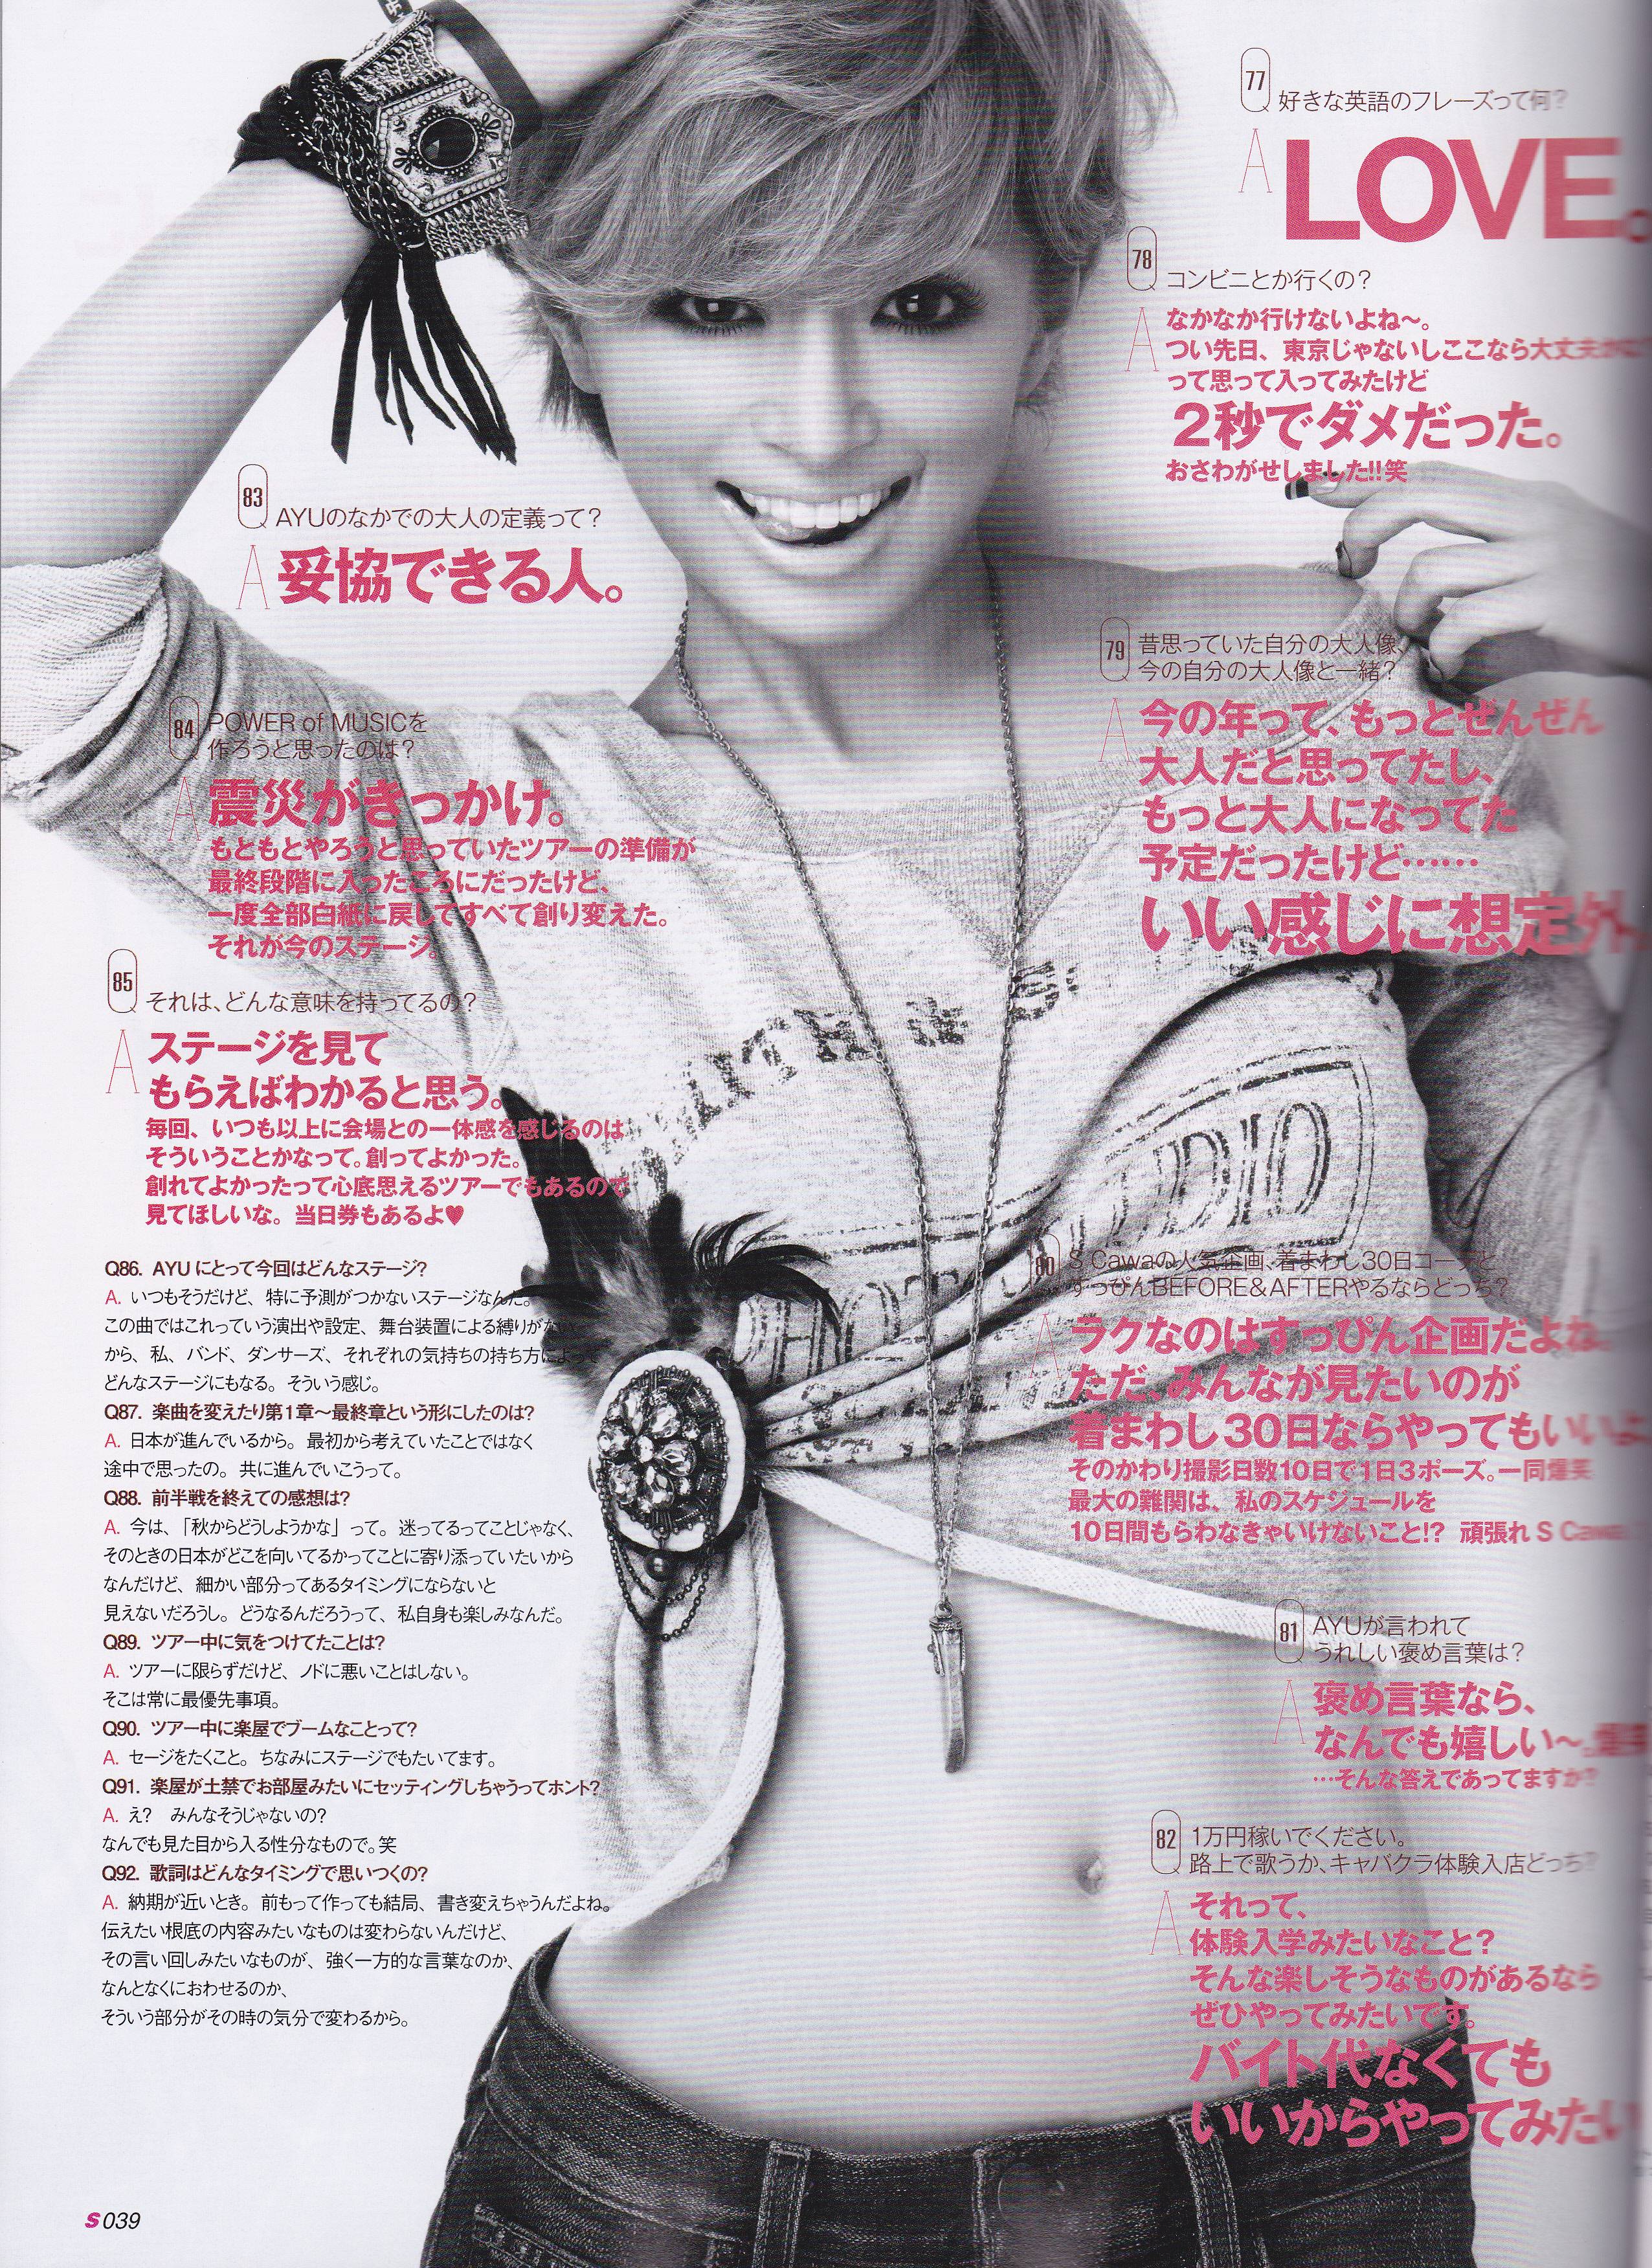 77
Q
好きな英語のフレーズって何?
A
LOVE。
78
Q
コンビニとか行くの?
A
なかなか行けないよね〜。
つい先日、東京じゃないしここなら大丈夫かな
って思って入ってみたけど
2秒でダメだった。
おさわがせしました!!笑
79
Q
昔思っていた自分の大人像、
今の自分の大人像と一緒?
A
今の年って、もっとぜんぜん
大人だと思ってたし、
もっと大人になってた
予定だったけど……
いい感じに想定外。
80
Q
S Cawaの人気企画、着まわし30日コーデと
すっぴんBEFORE&AFTERやるならどっち?
A
ラクなのはすっぴん企画だよね。
ただ、みんなが見たいのが
着まわし30日ならやってもいいよ
そのかわり撮影日数10日で1日3ポーズ。一同爆笑
最大の難関は、私のスケジュールを
10日間もらわなきゃいけないこと!? 頑張れ S Cawa
81
Q
AYUが言われて
うれしい褒め言葉は?
A
褒め言葉なら、
なんでも嬉しい〜。爆笑
…そんな答えであってますか?
82
Q
1万円稼いでください。
路上で歌うか、キャバクラ体験入店どっち?
A
それって、
体験入学みたいなこと?
そんな楽しそうなものがあるなら
ぜひやってみたいです。
バイト代なくても
いいからやってみたい
83
Q
AYUのなかでの大人の定義って?
A
妥協できる人。
84
Q
POWER of MUSICを
作ろうと思ったのは?
A
震災がきっかけ。
もともとやろうと思っていたツアーの準備が
最終段階に入ったころにだったけど、
一度全部白紙に戻してすべて創り変えた。
それが今のステージ。
85
Q
それは、どんな意味を持ってるの?
A
ステージを見て
もらえばわかると思う。
毎回、いつも以上に会場との一体感を感じるのは
そういうことかなって。創ってよかった。
創れてよかったって心底思えるツアーでもあるので
見てほしいな。当日券もあるよ♥
Q86. AYUにとって今回はどんなステージ?
A. いつもそうだけど、特に予測がつかないステージなんだ。
この曲ではこれっていう演出や設定、舞台装置による縛りがない
から、私、バンド、ダンサーズ、それぞれの気持ちの持ち方によって
どんなステージにもなる。そういう感じ。
Q87. 楽曲を変えたり第1章〜最終章という形にしたのは?
A. 日本が進んでいるから。最初から考えていたことではなく
途中で思ったの。共に進んでいこうって。
Q88. 前半戦を終えての感想は?
A. 今は、「秋からどうしようかな」って。迷ってるってことじゃなく、
そのときの日本がどこを向いてるかってことに寄り添っていたいから
なんだけど、細かい部分ってあるタイミングにならないと
見えないだろうし。どうなるんだろうって、私自身も楽しみなんだ。
Q89. ツアー中に気をつけてたことは?
A. ツアーに限らずだけど、ノドに悪いことはしない。
そこは常に最優先事項。
Q90. ツアー中に楽屋でブームなことって?
A. セージをたくこと。ちなみにステージでもたいてます。
Q91. 楽屋が土禁でお部屋みたいにセッティングしちゃうってホント?
A. え? みんなそうじゃないの?
なんでも見た目から入る性分なもので。笑
Q92. 歌詞はどんなタイミングで思いつくの?
A. 納期が近いとき。前もって作っても結局、書き変えちゃうんだよね。
伝えたい根底の内容みたいなものは変わらないんだけど、
その言い回しみたいなものが、強く一方的な言葉なのか、
なんとなくにおわせるのか、
そういう部分がその時の気分で変わるから。
S 039